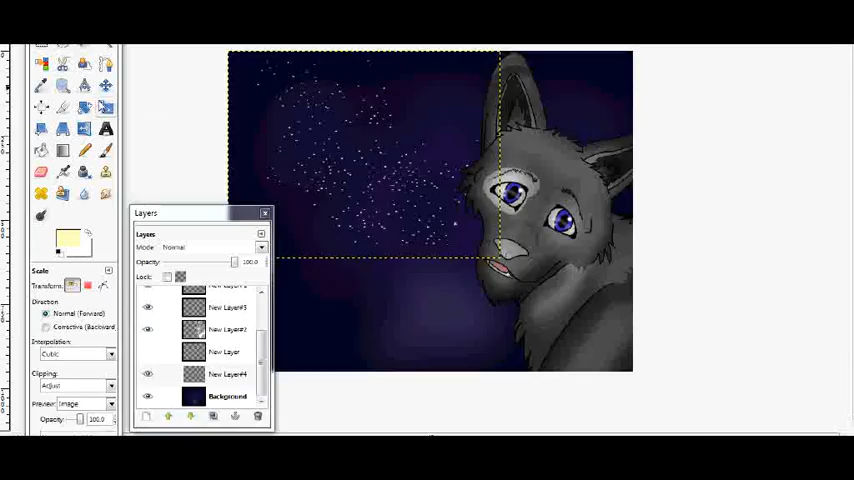 Layers
Layers
Mode: Normal
Opacity: 100.0
Lock:
New Layer#3
New Layer#2
New Layer
New Layer#4
Background
Scale
Transform:
Direction
Normal (Forward)
Corrective (Backward)
Interpolation:
Cubic
Clipping:
Adjust
Preview: Image
Opacity: 100.0